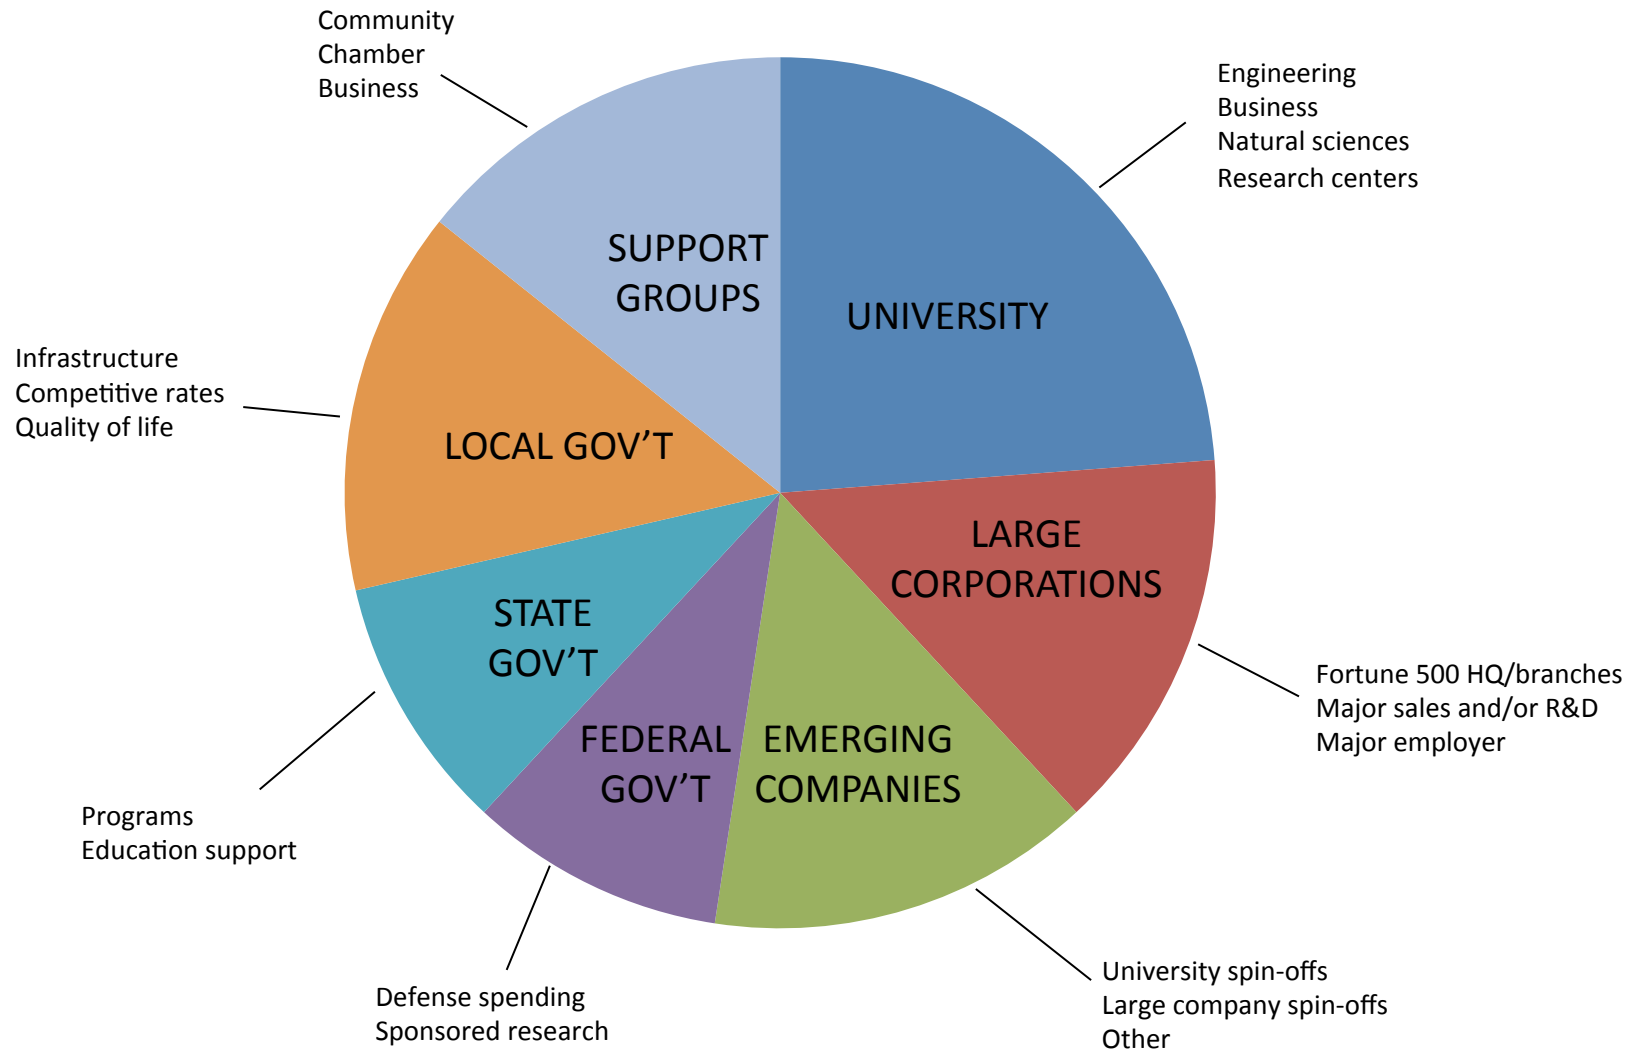 Community
Chamber
Business
Engineering
Business
Natural sciences
Research centers
SUPPORT
GROUPS
UNIVERSITY
Infrastructure
Competitive rates
Quality of life
LOCAL GOV’T
LARGE
CORPORATIONS
STATE
GOV’T
Fortune 500 HQ/branches
Major sales and/or R&D
Major employer
FEDERAL
GOV’T
EMERGING
COMPANIES
Programs
Education support
Defense spending
Sponsored research
University spin-offs
Large company spin-offs
Other